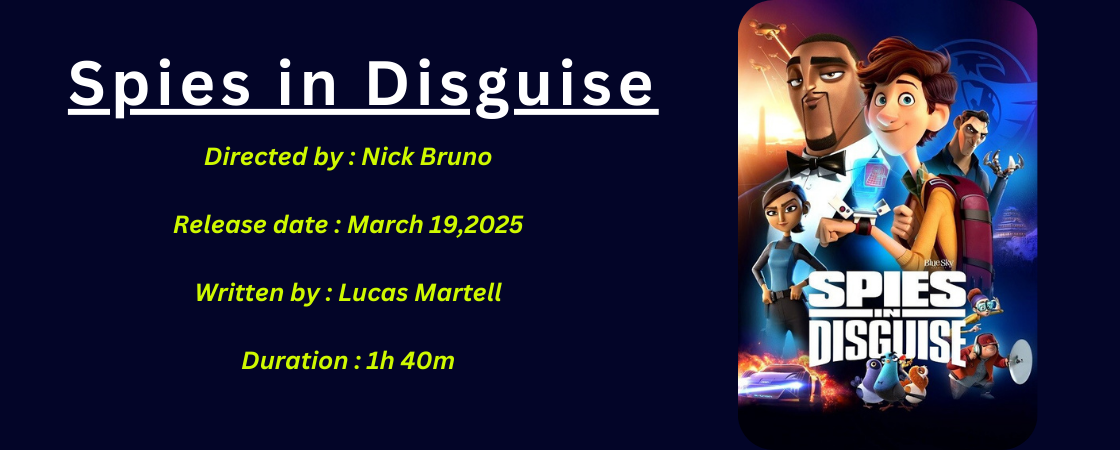 Spies in Disguise
Directed by : Nick Bruno
Release date : March 19,2025
Written by : Lucas Martell
Duration : 1h 40m
Blue Sky
SPIES
IN
DISGUISE